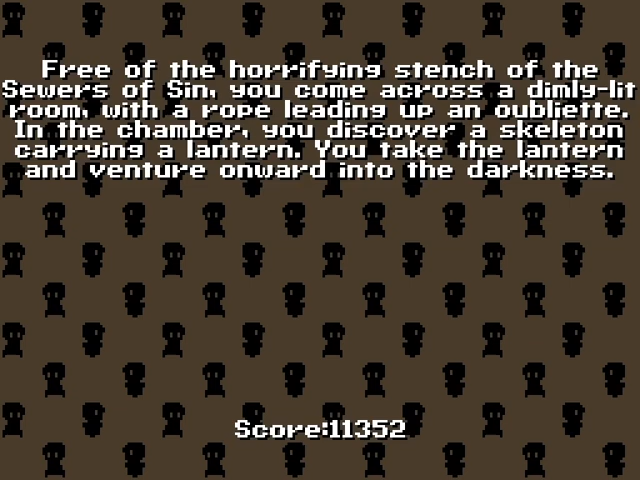 Free of the horrifying stench of the
Sewers of Sin, you come across a dimly-lit
room, with a rope leading up an oubliette.
In the chamber, you discover a skeleton
carrying a lantern. You take the lantern
and venture onward into the darkness.
Score:11352